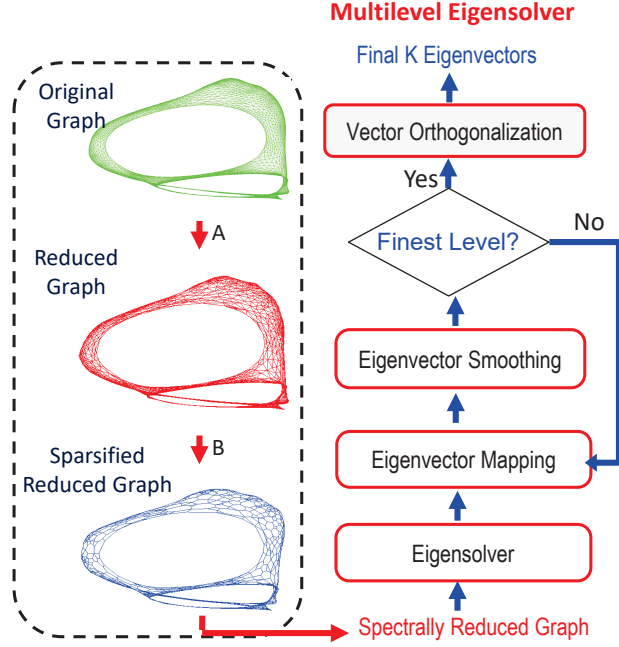 Multilevel Eigensolver
Original
Graph
A
Reduced
Graph
B
Sparsified
Reduced Graph
Final K Eigenvectors
Vector Orthogonalization
Yes
No
Finest Level?
Eigenvector Smoothing
Eigenvector Mapping
Eigensolver
Spectrally Reduced Graph